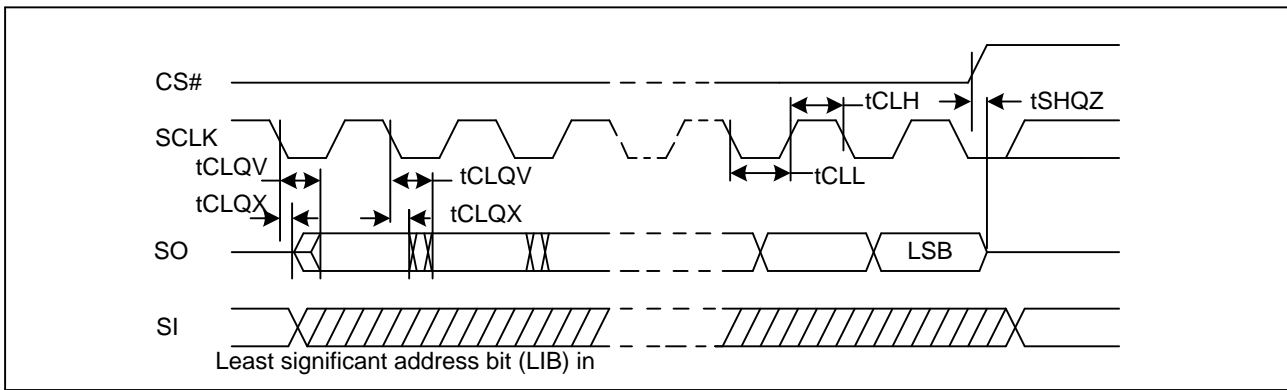 CS#
tCLH
tSHQZ
SCLK
tCLQV
tCLQV
tCLL
tCLQX
tCLQX
SO
LSB
SI
Least significant address bit (LIB) in